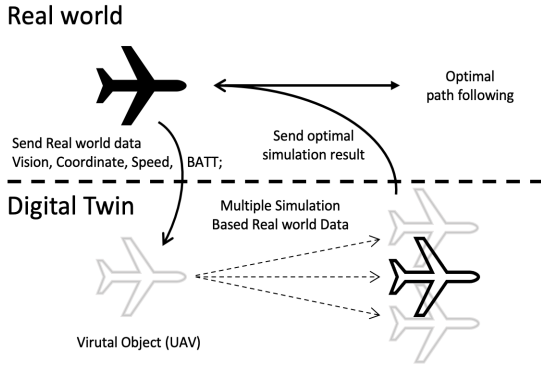 Real world
Optimal
path following
Send Real world data
Vision, Coordinate, Speed, BATT;
Send optimal
simulation result
Digital Twin
Multiple Simulation
Based Real world Data
Virutal Object (UAV)